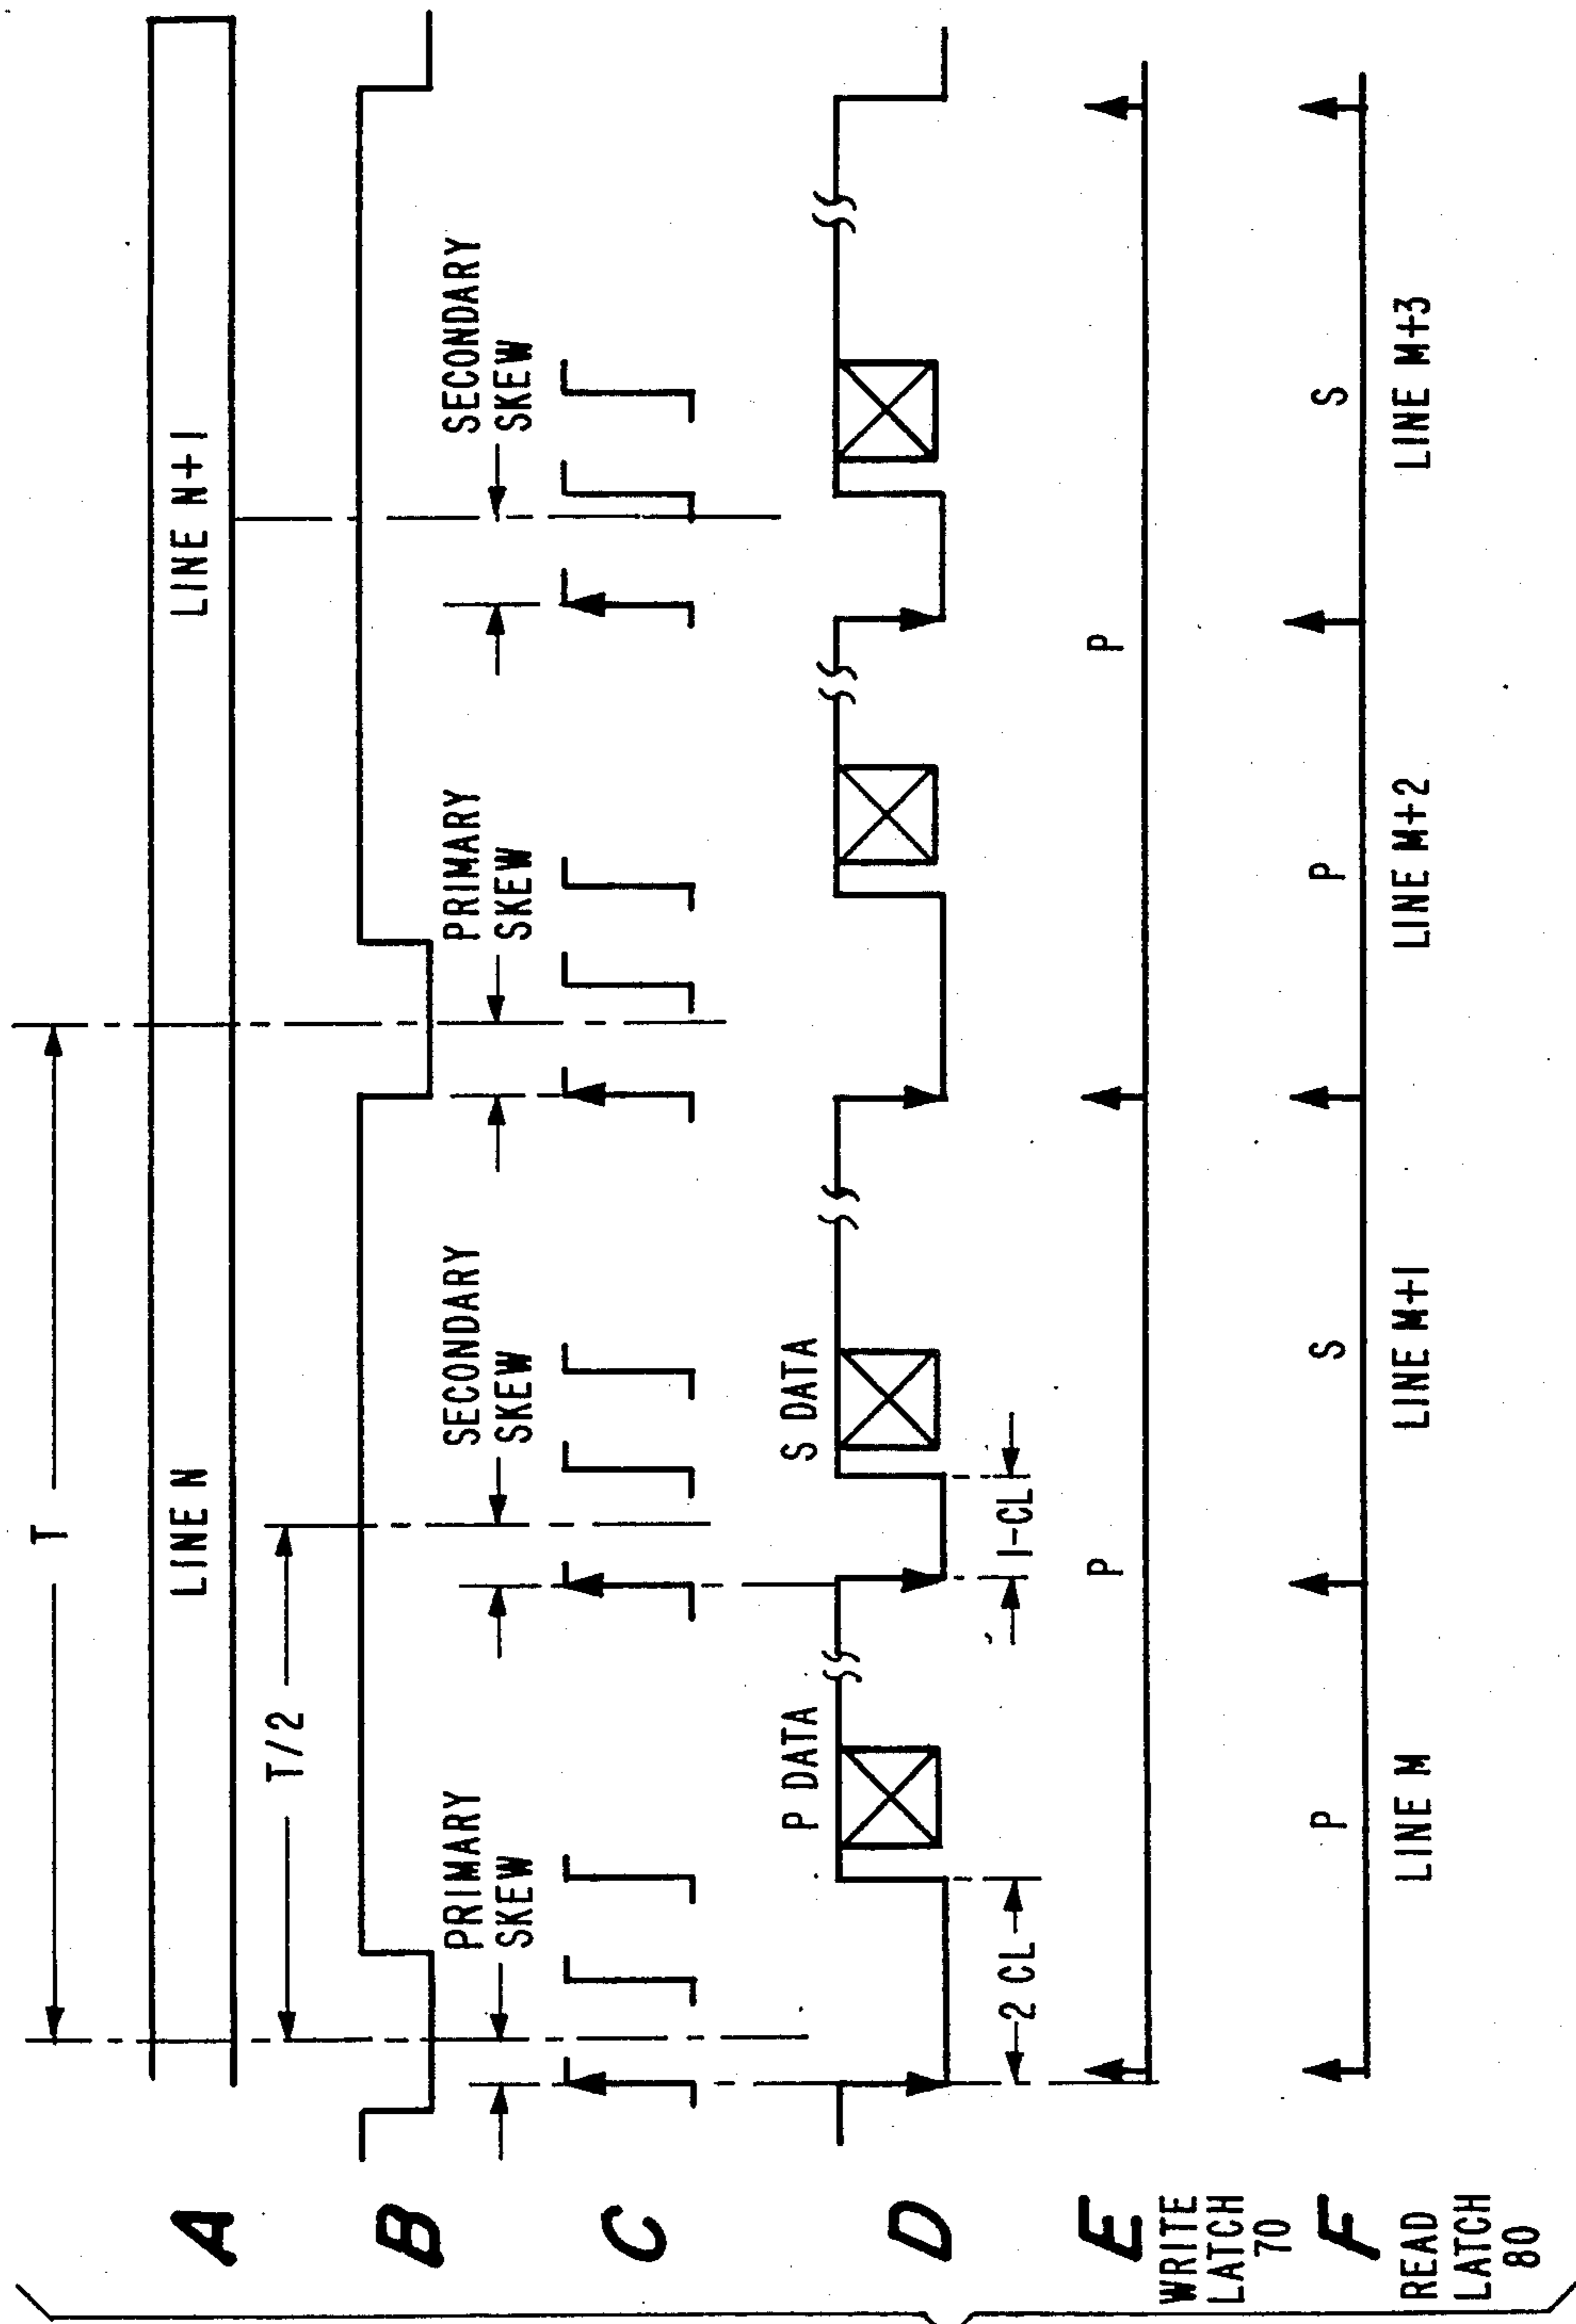 T
A
LINE N
LINE N+1
T/2
B
PRIMARY
SKEW
SECONDARY
SKEW
PRIMARY
SKEW
SECONDARY
SKEW
C
P DATA
S DATA
D
2 CL
1-CL
E
WRITE
LATCH
70
P
P
F
READ
LATCH
80
P
S
P
S
LINE M
LINE M+1
LINE M+2
LINE M+3